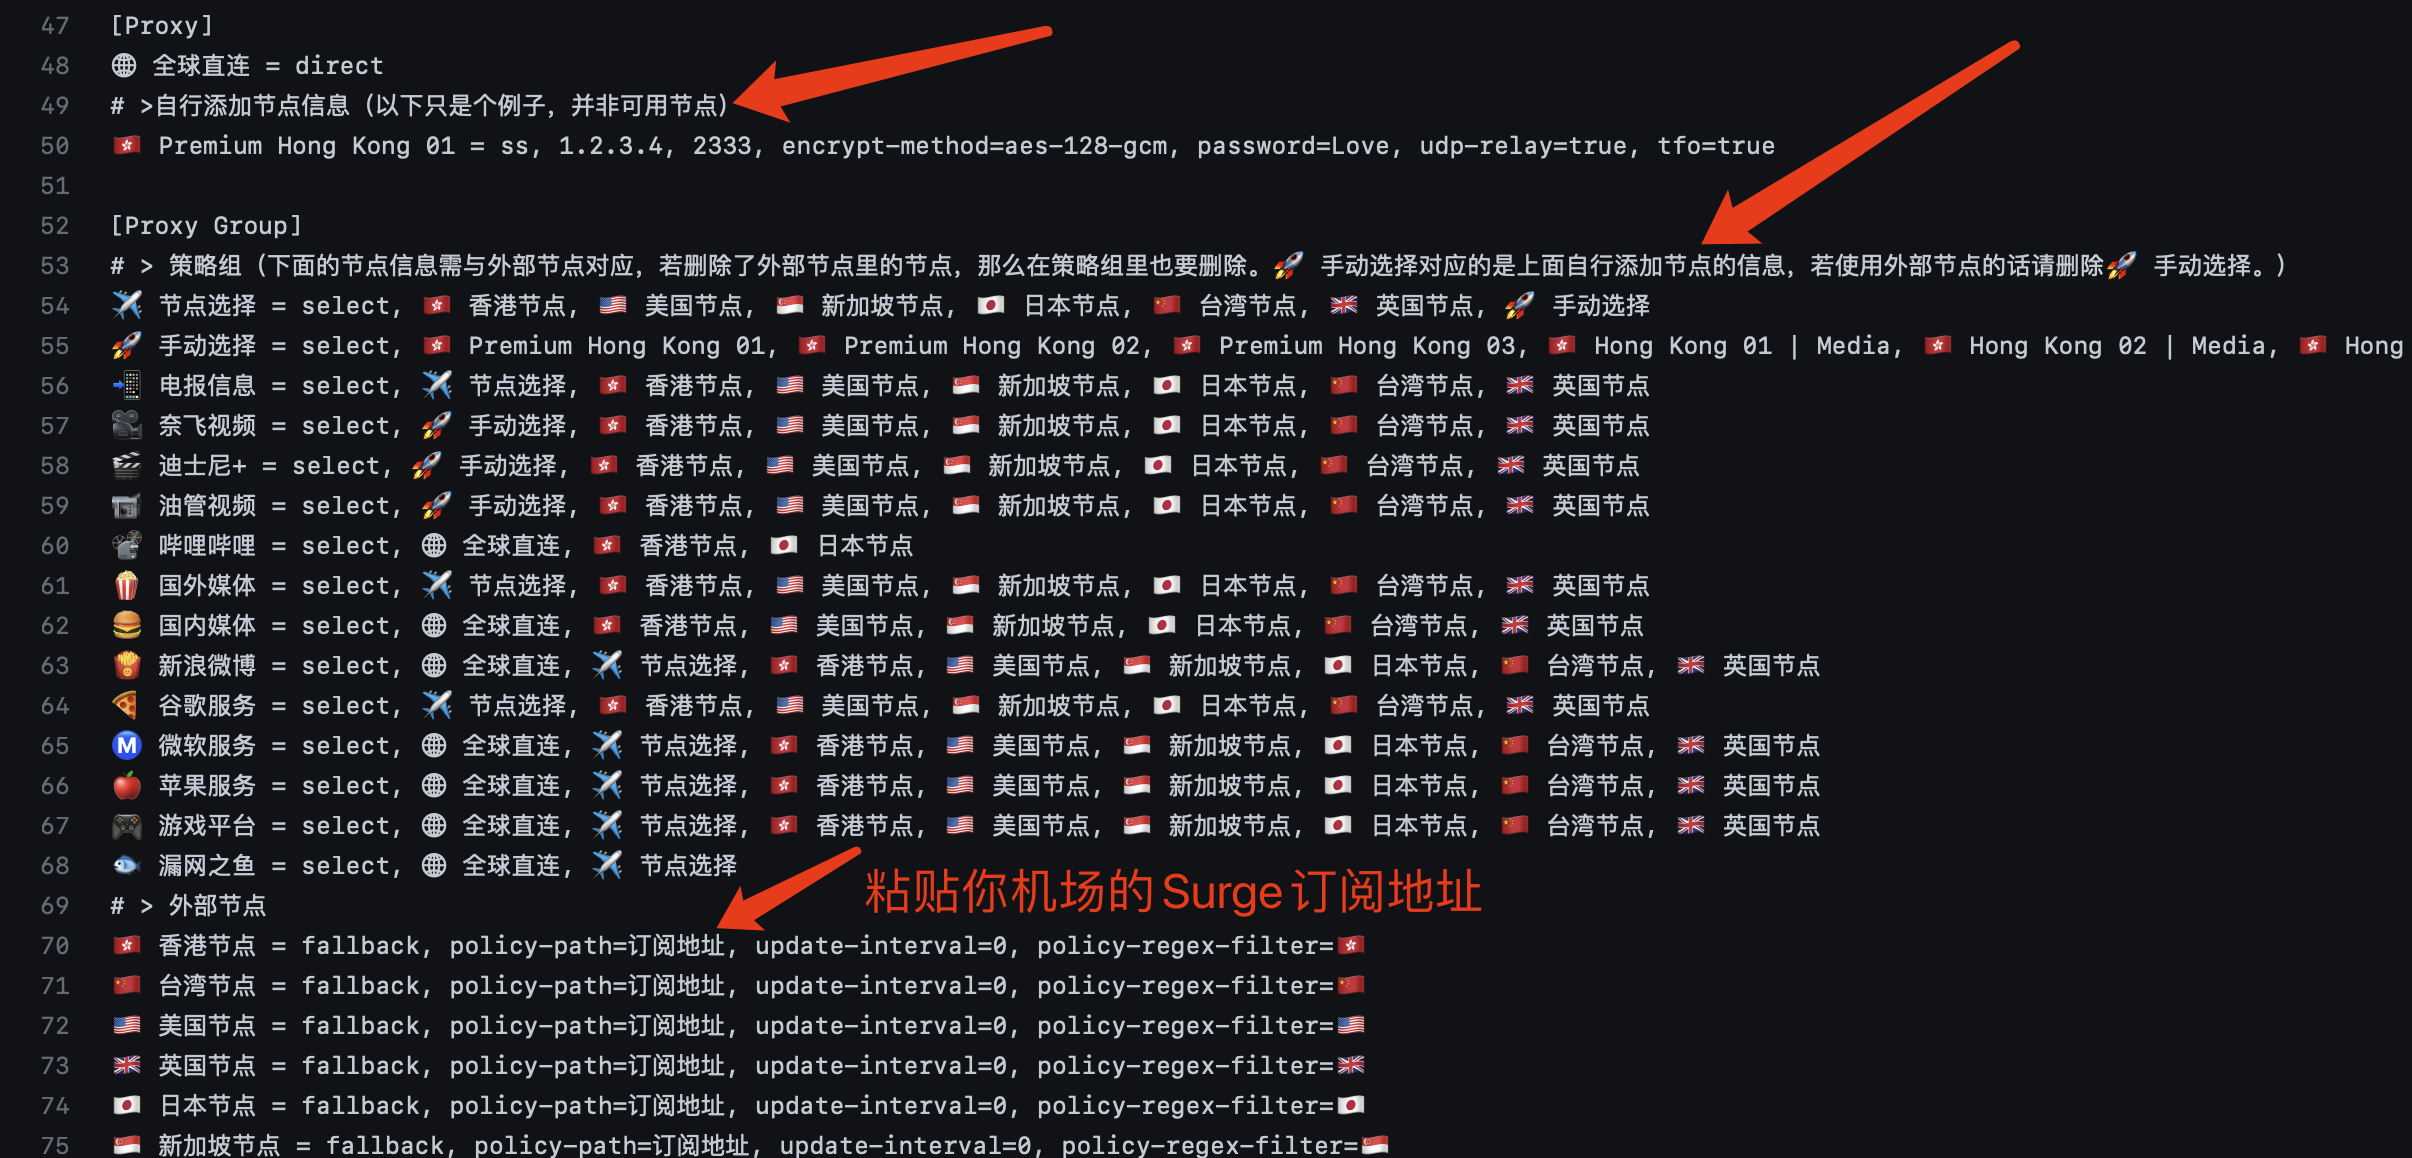 47 [Proxy]
48 🌐 全球直连 = direct
49 # >自行添加节点信息（以下只是个例子，并非可用节点）
50 🇭🇰 Premium Hong Kong 01 = ss, 1.2.3.4, 2333, encrypt-method=aes-128-gcm, password=Love, udp-relay=true, tfo=true
51
52 [Proxy Group]
53 # > 策略组（下面的节点信息需与外部节点对应，若删除了外部节点里的节点，那么在策略组里也要删除。🚀 手动选择对应的是上面自行添加节点的信息，若使用外部节点的话请删除🚀 手动选择。）
54 ✈️ 节点选择 = select, 🇭🇰 香港节点, 🇺🇸 美国节点, 🇸🇬 新加坡节点, 🇯🇵 日本节点, 🇨🇳 台湾节点, 🇬🇧 英国节点, 🚀 手动选择
55 🚀 手动选择 = select, 🇭🇰 Premium Hong Kong 01, 🇭🇰 Premium Hong Kong 02, 🇭🇰 Premium Hong Kong 03, 🇭🇰 Hong Kong 01 | Media, 🇭🇰 Hong Kong 02 | Media, 🇭🇰 Hong
56 📲 电报信息 = select, ✈️ 节点选择, 🇭🇰 香港节点, 🇺🇸 美国节点, 🇸🇬 新加坡节点, 🇯🇵 日本节点, 🇨🇳 台湾节点, 🇬🇧 英国节点
57 🎥 奈飞视频 = select, 🚀 手动选择, 🇭🇰 香港节点, 🇺🇸 美国节点, 🇸🇬 新加坡节点, 🇯🇵 日本节点, 🇨🇳 台湾节点, 🇬🇧 英国节点
58 🎬 迪士尼+ = select, 🚀 手动选择, 🇭🇰 香港节点, 🇺🇸 美国节点, 🇸🇬 新加坡节点, 🇯🇵 日本节点, 🇨🇳 台湾节点, 🇬🇧 英国节点
59 📹 油管视频 = select, 🚀 手动选择, 🇭🇰 香港节点, 🇺🇸 美国节点, 🇸🇬 新加坡节点, 🇯🇵 日本节点, 🇨🇳 台湾节点, 🇬🇧 英国节点
60 📽 哔哩哔哩 = select, 🌐 全球直连, 🇭🇰 香港节点, 🇯🇵 日本节点
61 🍿 国外媒体 = select, ✈️ 节点选择, 🇭🇰 香港节点, 🇺🇸 美国节点, 🇸🇬 新加坡节点, 🇯🇵 日本节点, 🇨🇳 台湾节点, 🇬🇧 英国节点
62 🍔 国内媒体 = select, 🌐 全球直连, 🇭🇰 香港节点, 🇺🇸 美国节点, 🇸🇬 新加坡节点, 🇯🇵 日本节点, 🇨🇳 台湾节点, 🇬🇧 英国节点
63 🍟 新浪微博 = select, 🌐 全球直连, ✈️ 节点选择, 🇭🇰 香港节点, 🇺🇸 美国节点, 🇸🇬 新加坡节点, 🇯🇵 日本节点, 🇨🇳 台湾节点, 🇬🇧 英国节点
64 🍕 谷歌服务 = select, ✈️ 节点选择, 🇭🇰 香港节点, 🇺🇸 美国节点, 🇸🇬 新加坡节点, 🇯🇵 日本节点, 🇨🇳 台湾节点, 🇬🇧 英国节点
65 Ⓜ️ 微软服务 = select, 🌐 全球直连, ✈️ 节点选择, 🇭🇰 香港节点, 🇺🇸 美国节点, 🇸🇬 新加坡节点, 🇯🇵 日本节点, 🇨🇳 台湾节点, 🇬🇧 英国节点
66 🍎 苹果服务 = select, 🌐 全球直连, ✈️ 节点选择, 🇭🇰 香港节点, 🇺🇸 美国节点, 🇸🇬 新加坡节点, 🇯🇵 日本节点, 🇨🇳 台湾节点, 🇬🇧 英国节点
67 🎮 游戏平台 = select, 🌐 全球直连, ✈️ 节点选择, 🇭🇰 香港节点, 🇺🇸 美国节点, 🇸🇬 新加坡节点, 🇯🇵 日本节点, 🇨🇳 台湾节点, 🇬🇧 英国节点
68 🐟 漏网之鱼 = select, 🌐 全球直连, ✈️ 节点选择
粘贴你机场的Surge订阅地址
69 # > 外部节点
70 🇭🇰 香港节点 = fallback, policy-path=订阅地址, update-interval=0, policy-regex-filter=🇭🇰
71 🇨🇳 台湾节点 = fallback, policy-path=订阅地址, update-interval=0, policy-regex-filter=🇨🇳
72 🇺🇸 美国节点 = fallback, policy-path=订阅地址, update-interval=0, policy-regex-filter=🇺🇸
73 🇬🇧 英国节点 = fallback, policy-path=订阅地址, update-interval=0, policy-regex-filter=🇬🇧
74 🇯🇵 日本节点 = fallback, policy-path=订阅地址, update-interval=0, policy-regex-filter=🇯🇵
75 🇸🇬 新加坡节点 = fallback, policy-path=订阅地址, update-interval=0, policy-regex-filter=🇸🇬